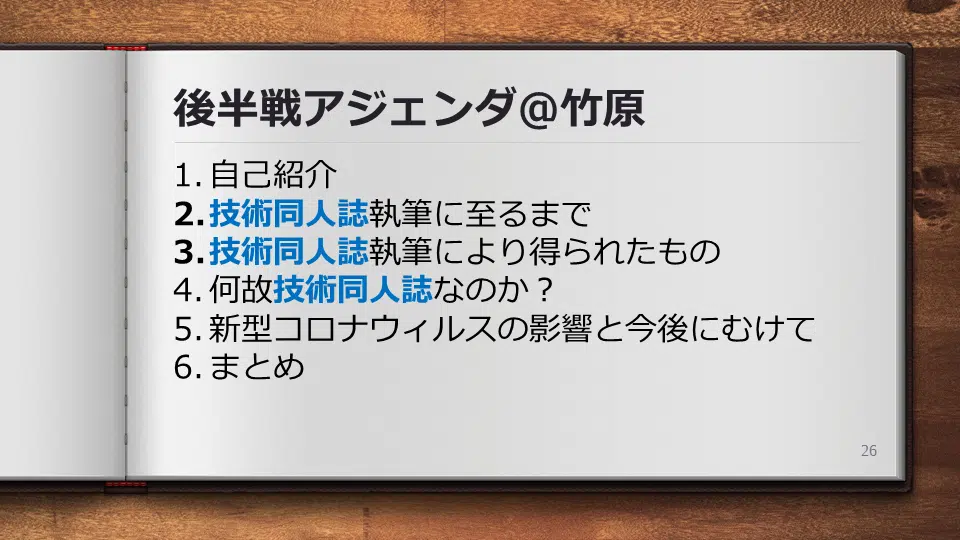 後半戦アジェンダ@竹原
1. 自己紹介
2. 技術同人誌執筆に至るまで
3. 技術同人誌執筆により得られたもの
4. 何故技術同人誌なのか？
5. 新型コロナウィルスの影響と今後にむけて
6. まとめ
26